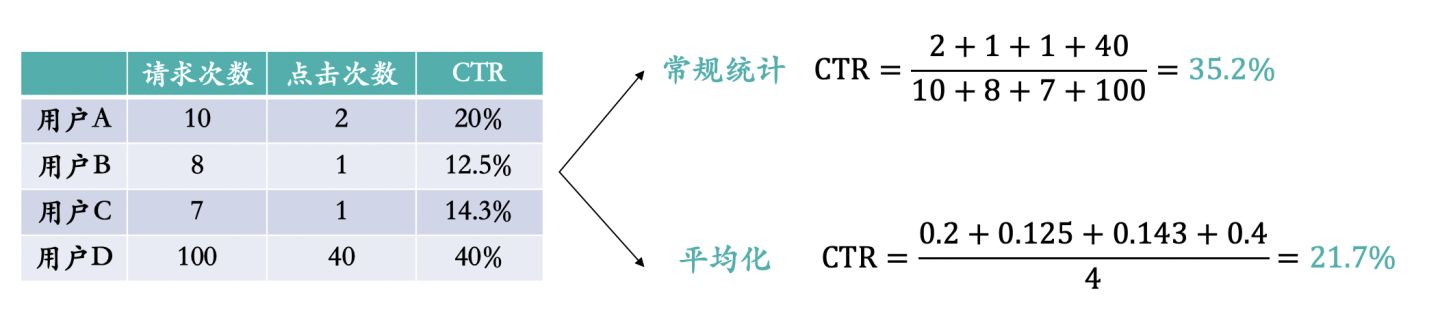 请求次数 点击次数 CTR
用户A 10 2 20%
用户B 8 1 12.5%
用户C 7 1 14.3%
用户D 100 40 40%
常规统计 CTR = (2 + 1 + 1 + 40) / (10 + 8 + 7 + 100) = 35.2%
平均化 CTR = (0.2 + 0.125 + 0.143 + 0.4) / 4 = 21.7%